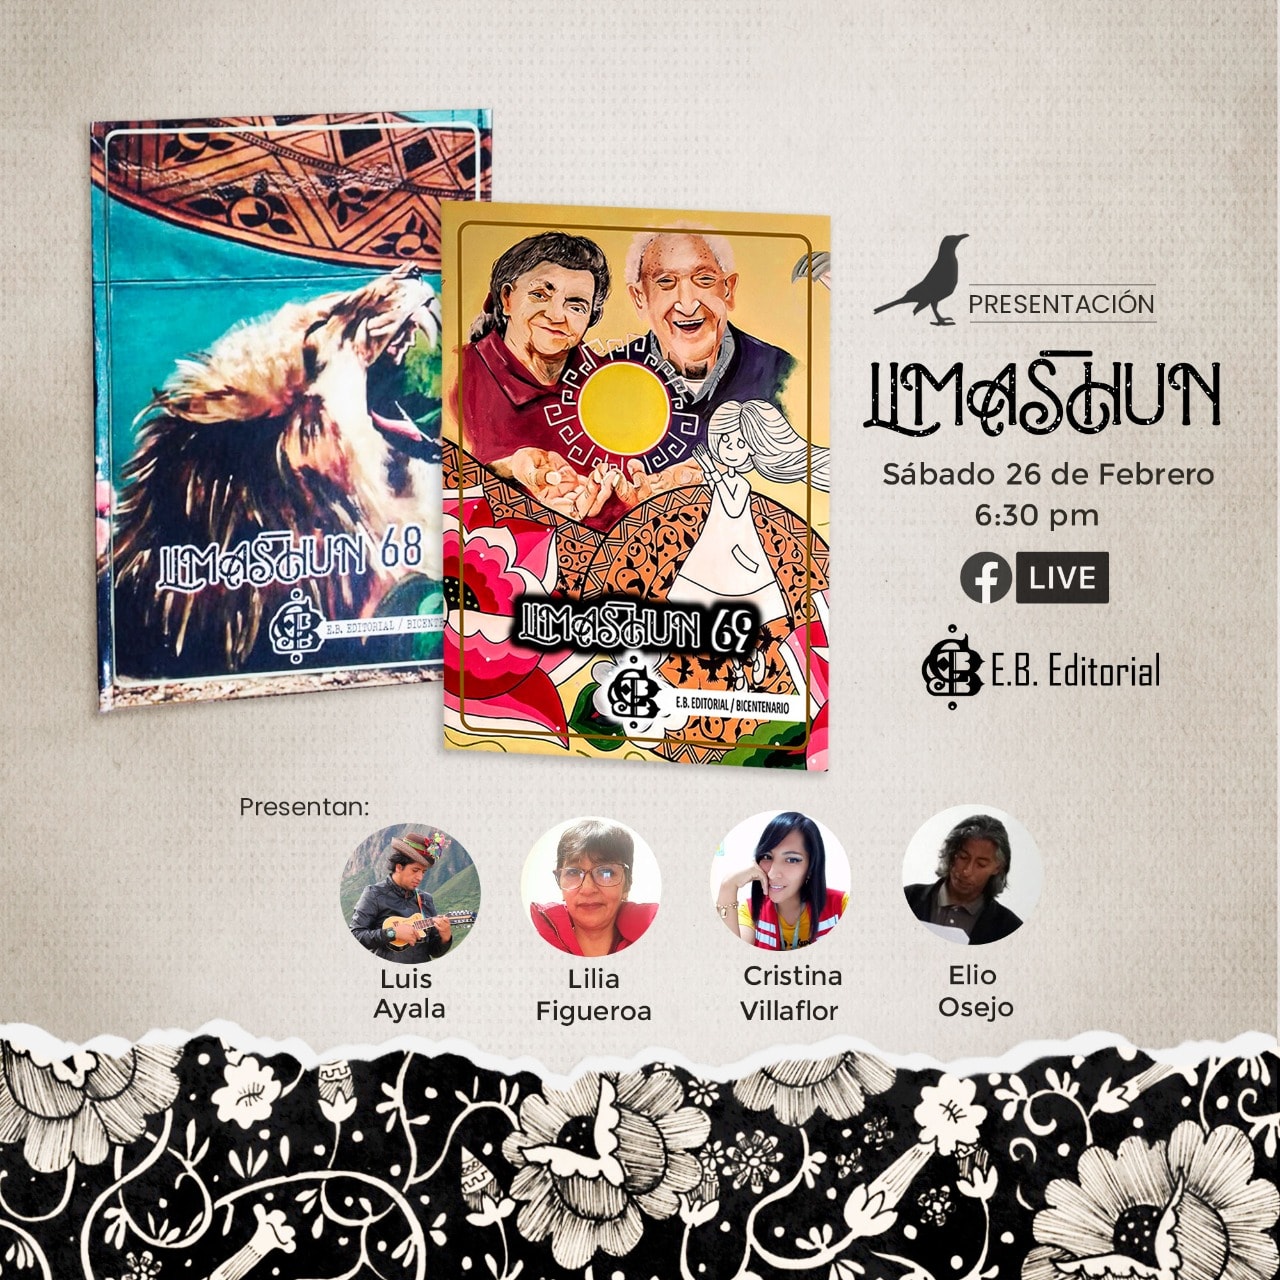 PRESENTACIÓN
LIMASHUN
Sábado 26 de Febrero
6:30 pm
LIVE
E.B. Editorial
LIMASHUN 68
E.B. EDITORIAL / BICENTE
LIMASHUN 69
E.B. EDITORIAL / BICENTENARIO
Presentan:
Luis
Ayala
Lilia
Figueroa
Cristina
Villaflor
Elio
Osejo